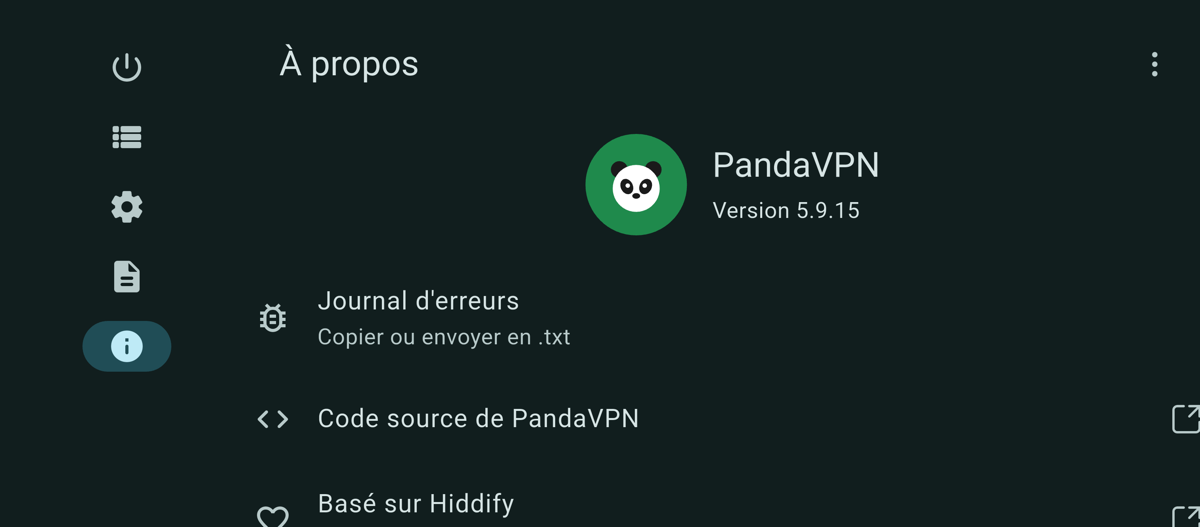 À propos
PandaVPN
Version 5.9.15
Journal d'erreurs
Copier ou envoyer en .txt
Code source de PandaVPN
Basé sur Hiddify